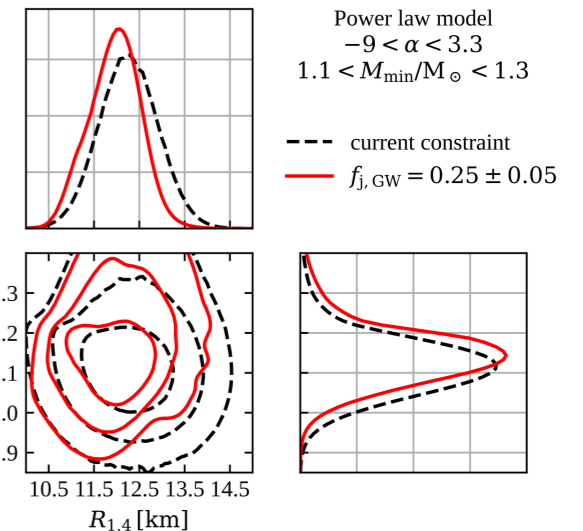 Power law model
−9 < α < 3.3
1.1 < M_min/M_⊙ < 1.3
current constraint
f_j, GW = 0.25 ± 0.05
.3
.2
.1
.0
.9
10.5 11.5 12.5 13.5 14.5
R_1.4 [km]